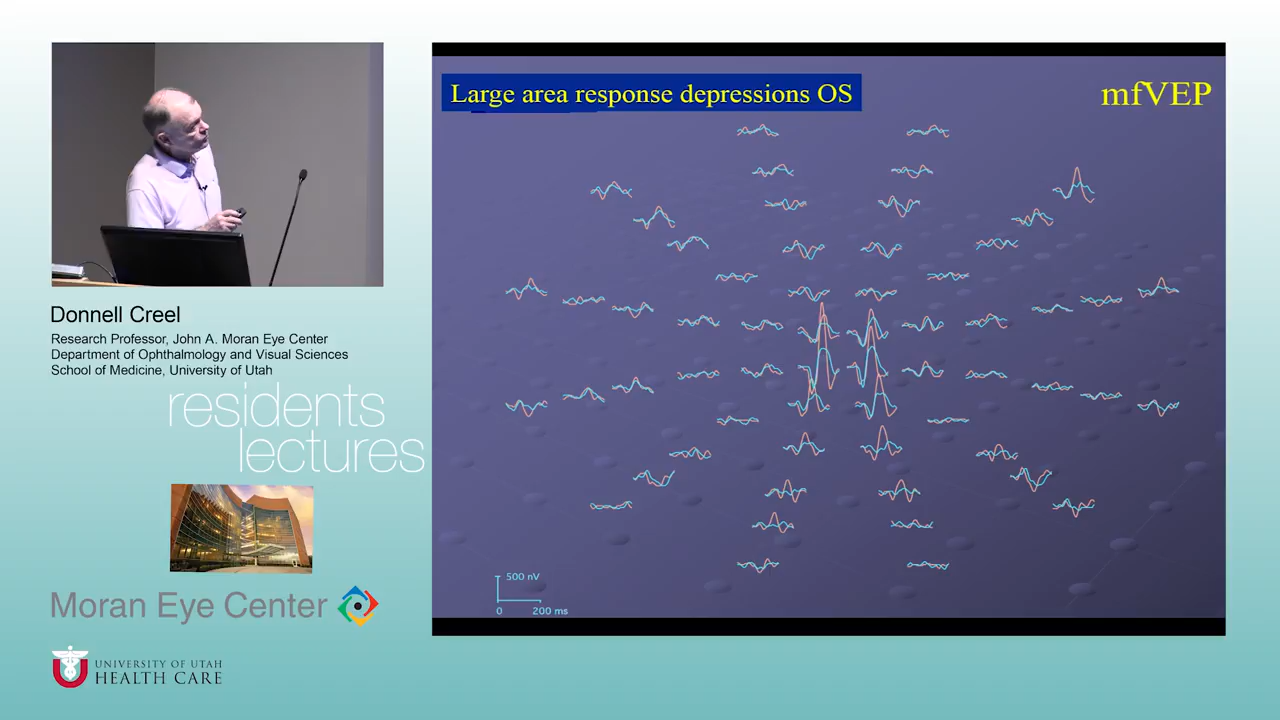 Large area response depressions OS
mfVEP
500 nV
0 200 ms
Donnell Creel
Research Professor, John A. Moran Eye Center
Department of Ophthalmology and Visual Sciences
School of Medicine, University of Utah
residents
lectures
Moran Eye Center
UNIVERSITY OF UTAH
HEALTH CARE